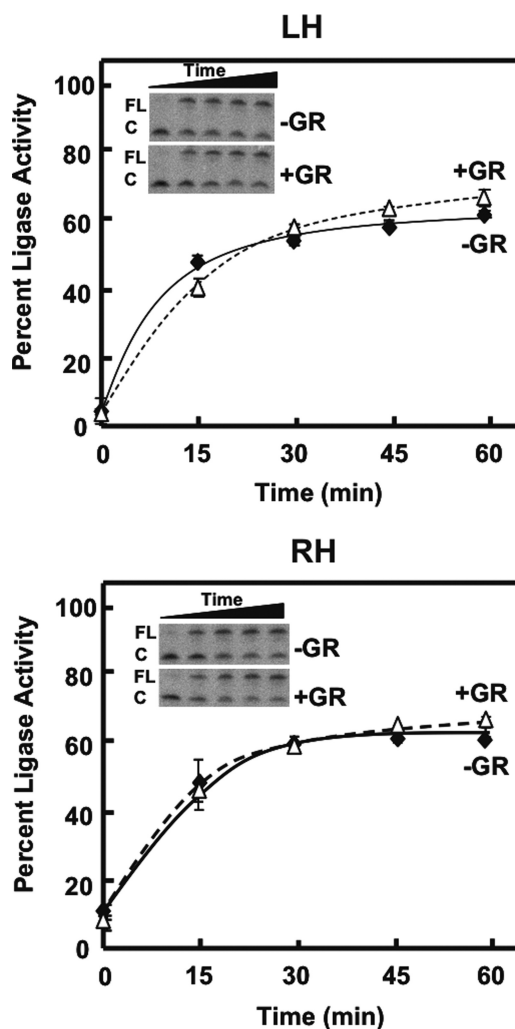 LH
Percent Ligase Activity
100
80
60
40
20
0
Time
FL
C
-GR
FL
C
+GR
+GR
-GR
0 15 30 45 60
Time (min)
RH
Percent Ligase Activity
100
80
60
40
20
0
Time
FL
C
-GR
FL
C
+GR
+GR
-GR
0 15 30 45 60
Time (min)